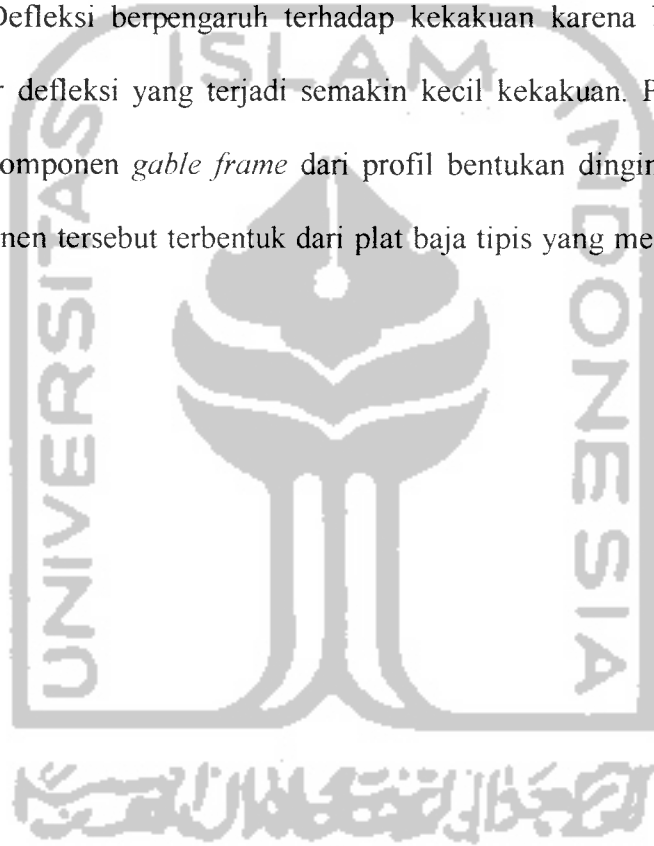 Defleksi berpengaruh terhadap kekakuan karena
defleksi yang terjadi semakin kecil kekakuan.
omponen gable frame dari profil bentukan dingin
nen tersebut terbentuk dari plat baja tipis yang me
ISLAM
UNIVERSITAS
INDONESIA